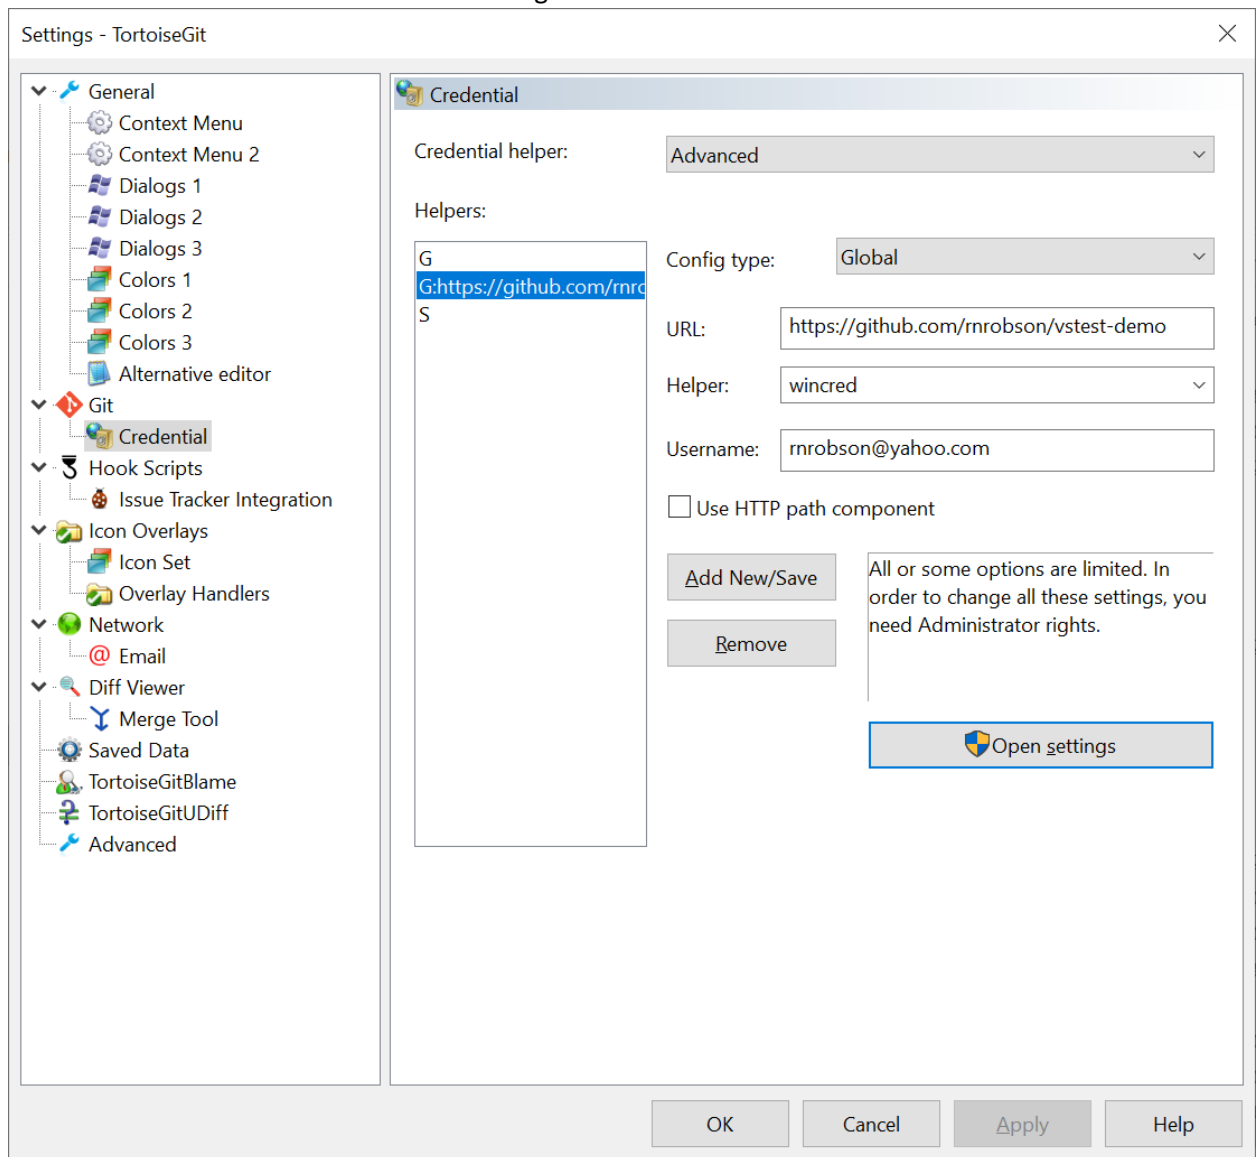 Settings - TortoiseGit
General
Context Menu
Context Menu 2
Dialogs 1
Dialogs 2
Dialogs 3
Colors 1
Colors 2
Colors 3
Alternative editor
Git
Credential
Hook Scripts
Issue Tracker Integration
Icon Overlays
Icon Set
Overlay Handlers
Network
Email
Diff Viewer
Merge Tool
Saved Data
TortoiseGitBlame
TortoiseGitUDiff
Advanced
Credential
Credential helper: Advanced
Helpers:
G
G:https://github.com/rnro
S
Config type: Global
URL: https://github.com/rnrobson/vstest-demo
Helper: wincred
Username: rnrobson@yahoo.com
Use HTTP path component
Add New/Save
Remove
All or some options are limited. In
order to change all these settings, you
need Administrator rights.
Open settings
OK Cancel Apply Help